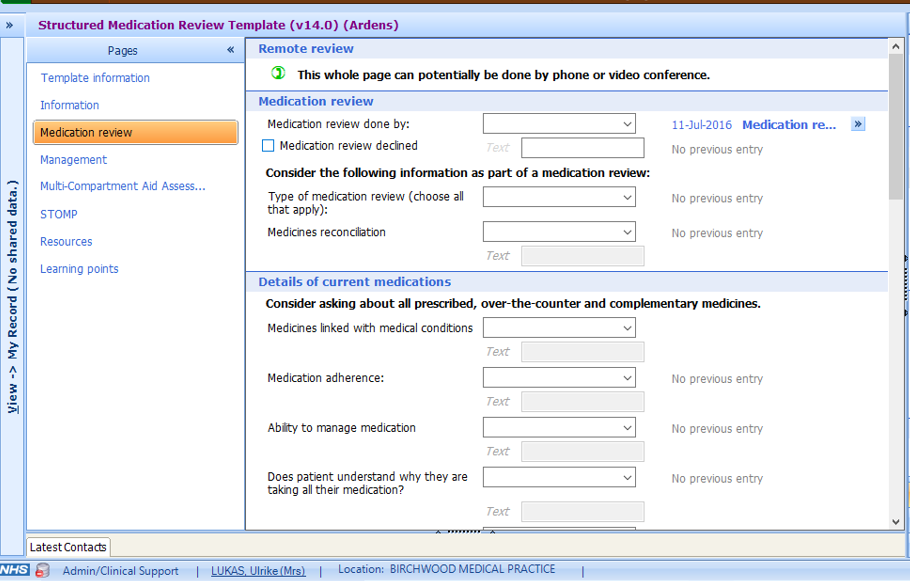 »
Structured Medication Review Template (v14.0) (Ardens)
Pages «
Template information
Information
Medication review
Management
Multi-Compartment Aid Assess...
STOMP
Resources
Learning points
View -> My Record ( No shared data.)
Remote review
This whole page can potentially be done by phone or video conference.
Medication review
Medication review done by: 11-Jul-2016 Medication re... »
Medication review declined Text No previous entry
Consider the following information as part of a medication review:
Type of medication review (choose all
that apply): No previous entry
Medicines reconciliation No previous entry
Text
Details of current medications
Consider asking about all prescribed, over-the-counter and complementary medicines.
Medicines linked with medical conditions
Text
Medication adherence: No previous entry
Text
Ability to manage medication No previous entry
Text
Does patient understand why they are
taking all their medication? No previous entry
Text
Latest Contacts
NHS Admin/Clinical Support | LUKAS, Ulrike (Mrs) | Location: BIRCHWOOD MEDICAL PRACTICE |